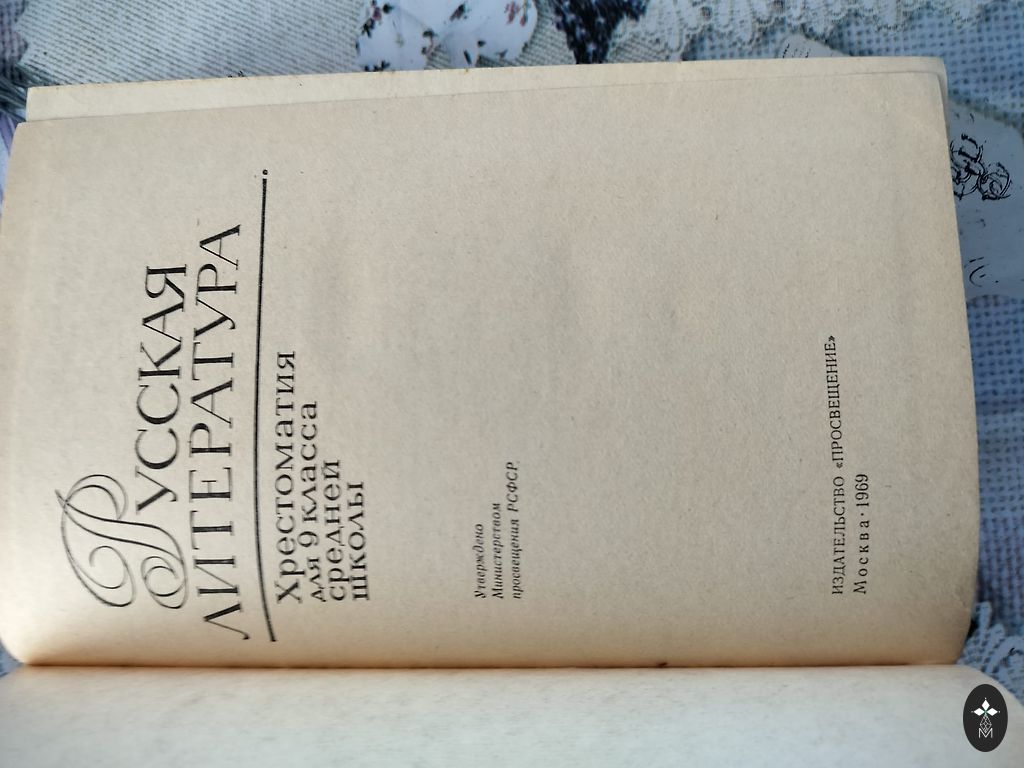 РУССКАЯ
ЛИТЕРАТУРА
Хрестоматия
для 9 класса
средней
школы
Утверждено
Министерством
просвещения РСФСР
ИЗДАТЕЛЬСТВО «ПРОСВЕЩЕНИЕ»
Москва · 1969
M